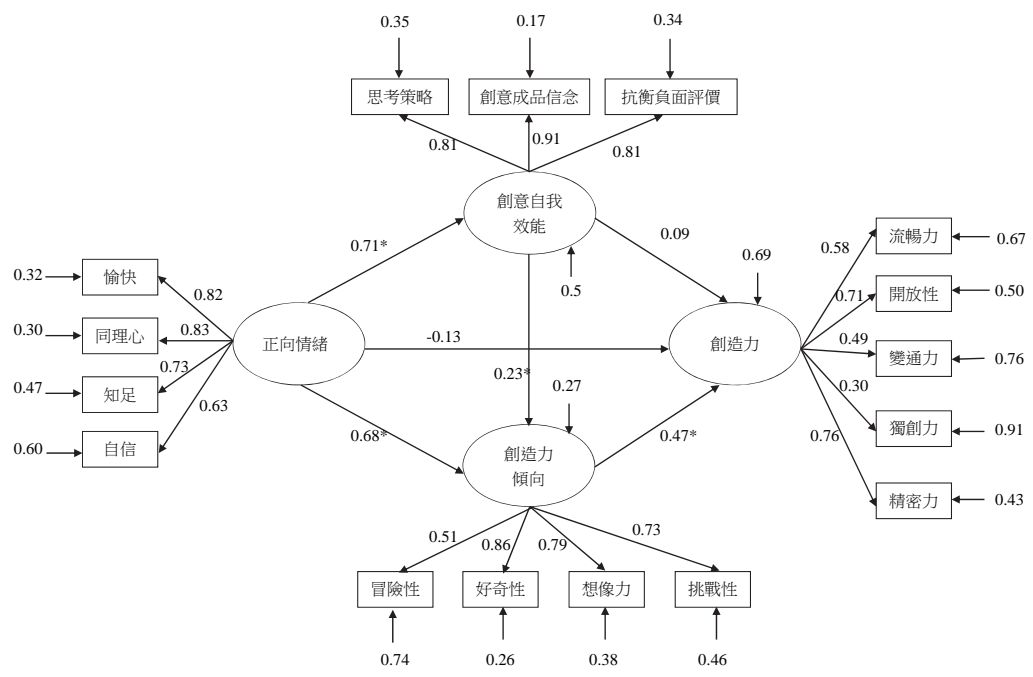 0.35
0.17
0.34
思考策略
創意成品信念
抗衡負面評價
0.81
0.91
0.81
創意自我
效能
0.71*
0.09
0.5
0.69
0.32
愉快
0.82
0.30
同理心
0.83
0.47
知足
0.73
0.60
自信
0.63
正向情緒
-0.13
創造力
0.58
流暢力
0.67
0.71
開放性
0.50
0.49
變通力
0.76
0.30
獨創力
0.91
0.76
精密力
0.43
0.23*
0.27
0.68*
0.47*
創造力
傾向
0.51
0.86
0.79
0.73
冒險性
好奇性
想像力
挑戰性
0.74
0.26
0.38
0.46